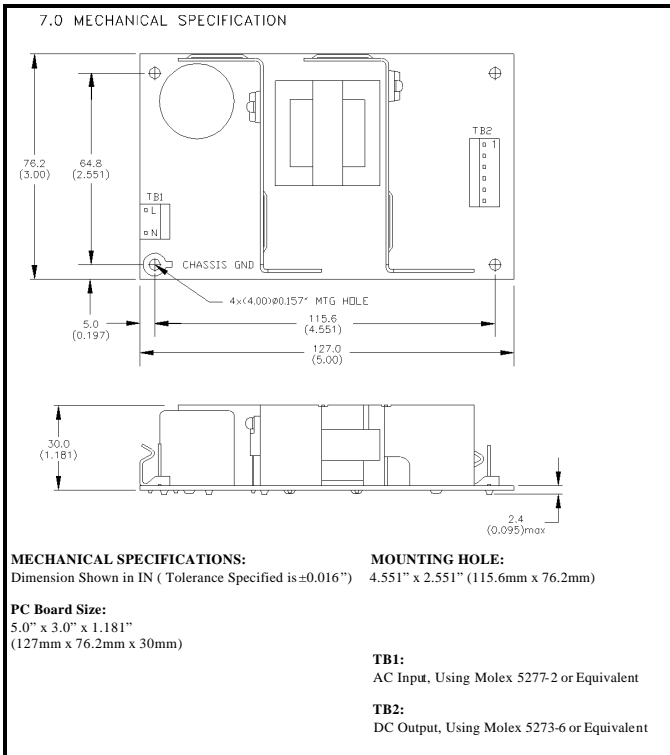 7.0 MECHANICAL SPECIFICATION
76.2
(3.00)
64.8
(2.551)
TB1
L
N
TB2
1
CHASSIS GND
4×(4.00)Ø0.157" MTG HOLE
5.0
(0.197)
115.6
(4.551)
127.0
(5.00)
30.0
(1.181)
2.4
(0.095)max
MECHANICAL SPECIFICATIONS:
Dimension Shown in IN ( Tolerance Specified is ±0.016”)
MOUNTING HOLE:
4.551” x 2.551” (115.6mm x 76.2mm)
PC Board Size:
5.0” x 3.0” x 1.181”
(127mm x 76.2mm x 30mm)
TB1:
AC Input, Using Molex 5277-2 or Equivalent
TB2:
DC Output, Using Molex 5273-6 or Equivalent